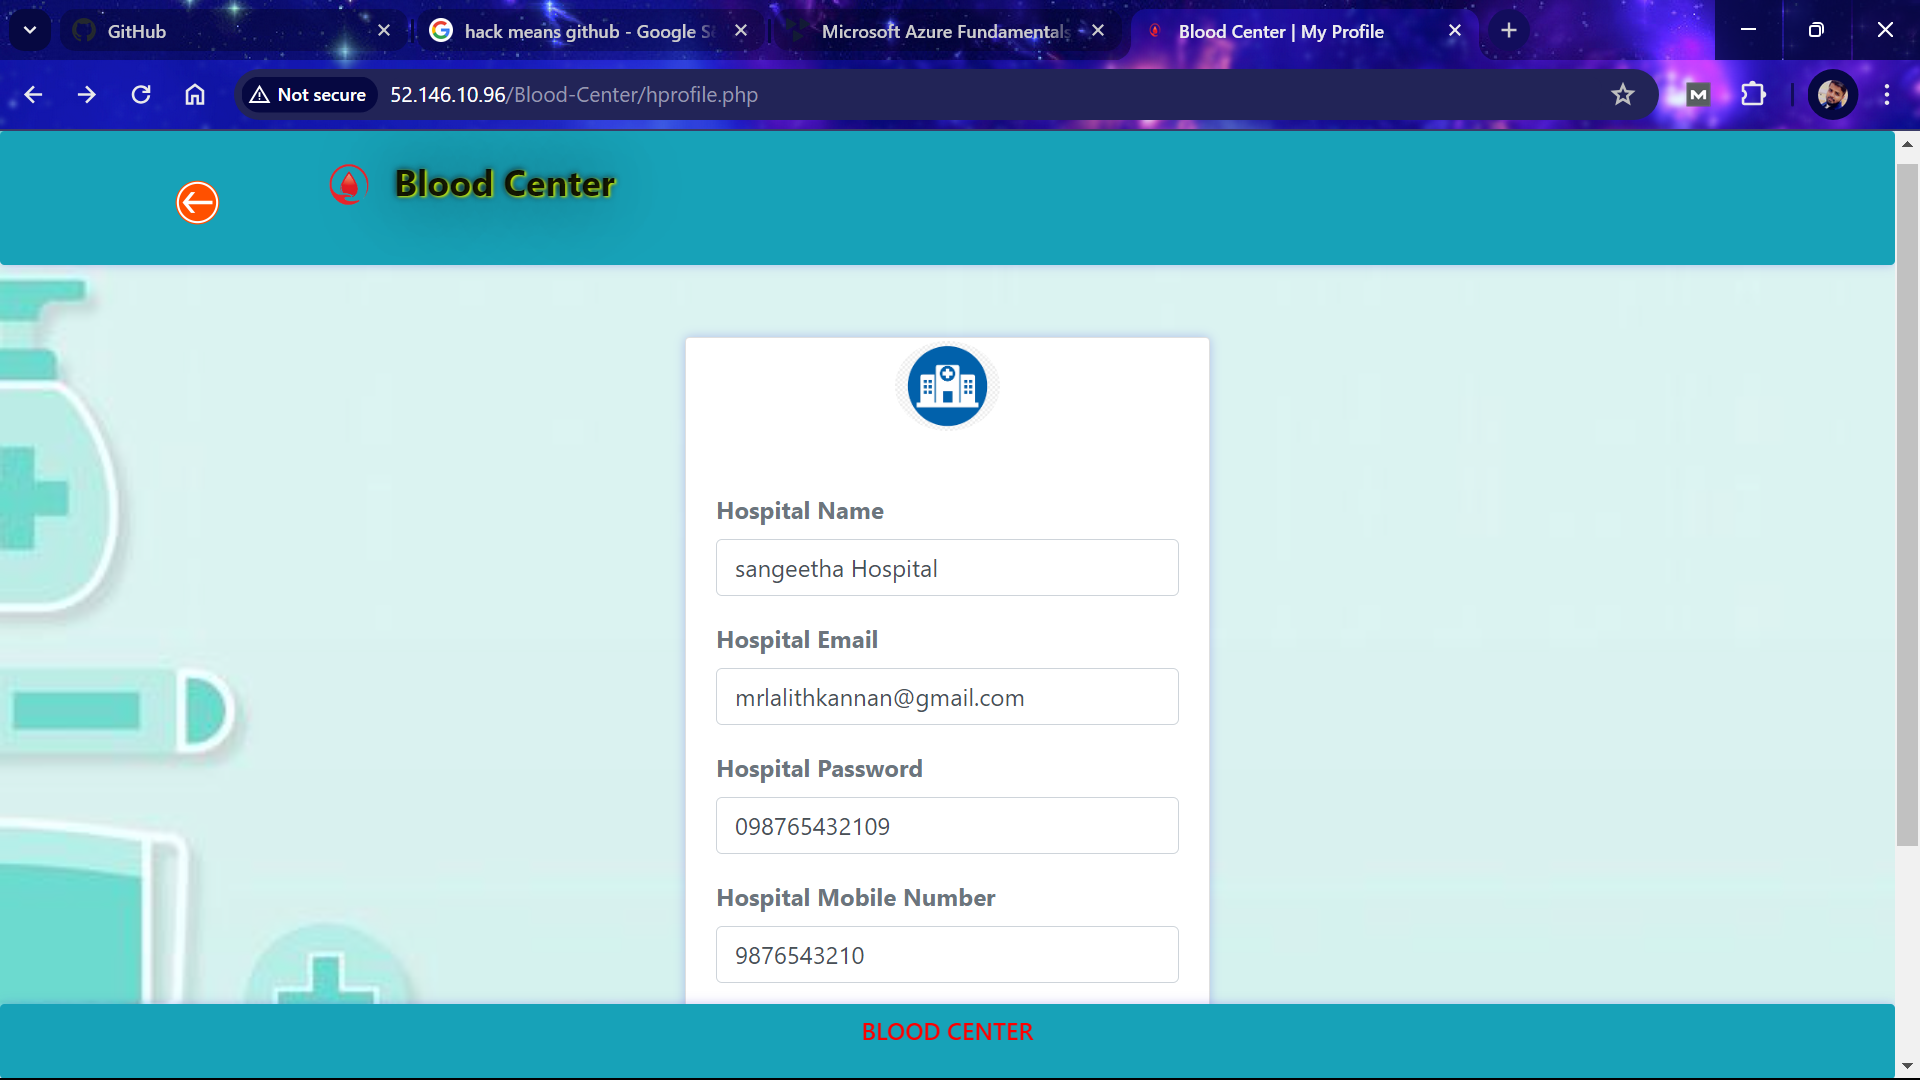 GitHub
hack means github - Google S
Microsoft Azure Fundamentals
Blood Center | My Profile
Not secure
52.146.10.96/Blood-Center/hprofile.php
M
Blood Center
Hospital Name
sangeetha Hospital
Hospital Email
mrlalithkannan@gmail.com
Hospital Password
098765432109
Hospital Mobile Number
9876543210
BLOOD CENTER